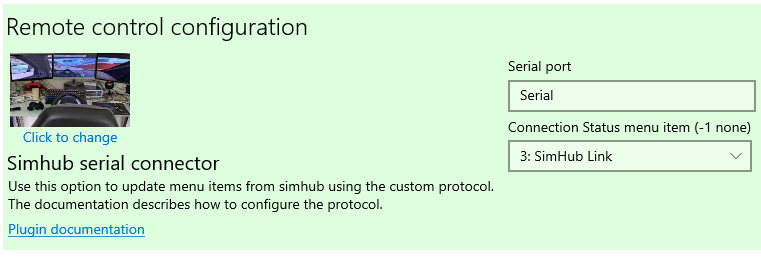 Remote control configuration
Click to change
Simhub serial connector
Use this option to update menu items from simhub using the custom protocol.
The documentation describes how to configure the protocol.
Plugin documentation
Serial port
Serial
Connection Status menu item (-1 none)
3: SimHub Link